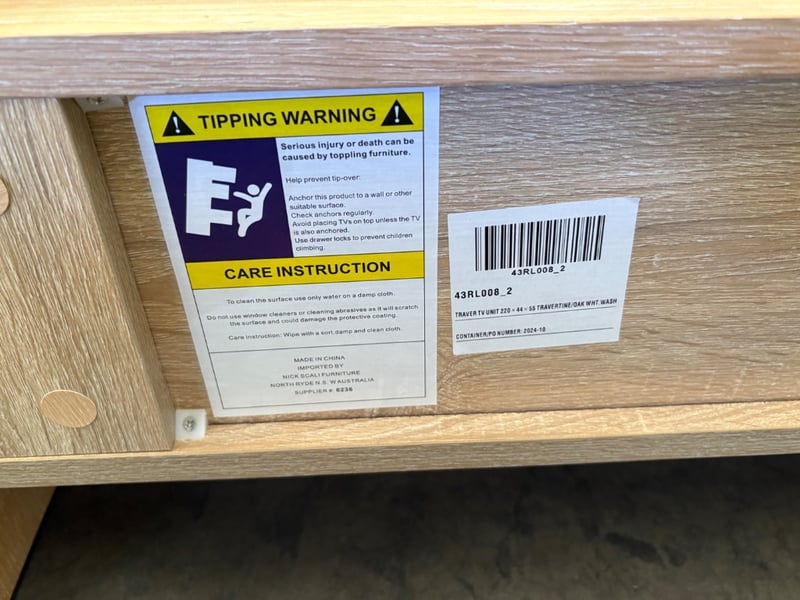 TIPPING WARNING
Serious injury or death can be
caused by toppling furniture.
Help prevent tip-over:
Anchor this product to a wall or other
suitable surface.
Check anchors regularly.
Avoid placing TVs on top unless the TV
is also anchored.
Use drawer locks to prevent children
climbing.
CARE INSTRUCTION
To clean the surface use only water on a damp cloth.
Do not use window cleaners or cleaning abrasives as it will scratch
the surface and could damage the protective coating.
Care instruction: Wipe with a sort,damp and clean cloth.
MADE IN CHINA
IMPORTED BY
NICK SCALI FURNITURE
NORTH RYDE N.S. W AUSTRALIA
SUPPLIER #: 6236
43RL008_2
43RL008_2
TRAVER TV UNIT 220 × 44 × 55 TRAVERTINE/OAK WHT.WASH
CONTAINER/PO NUMBER: 2024-10